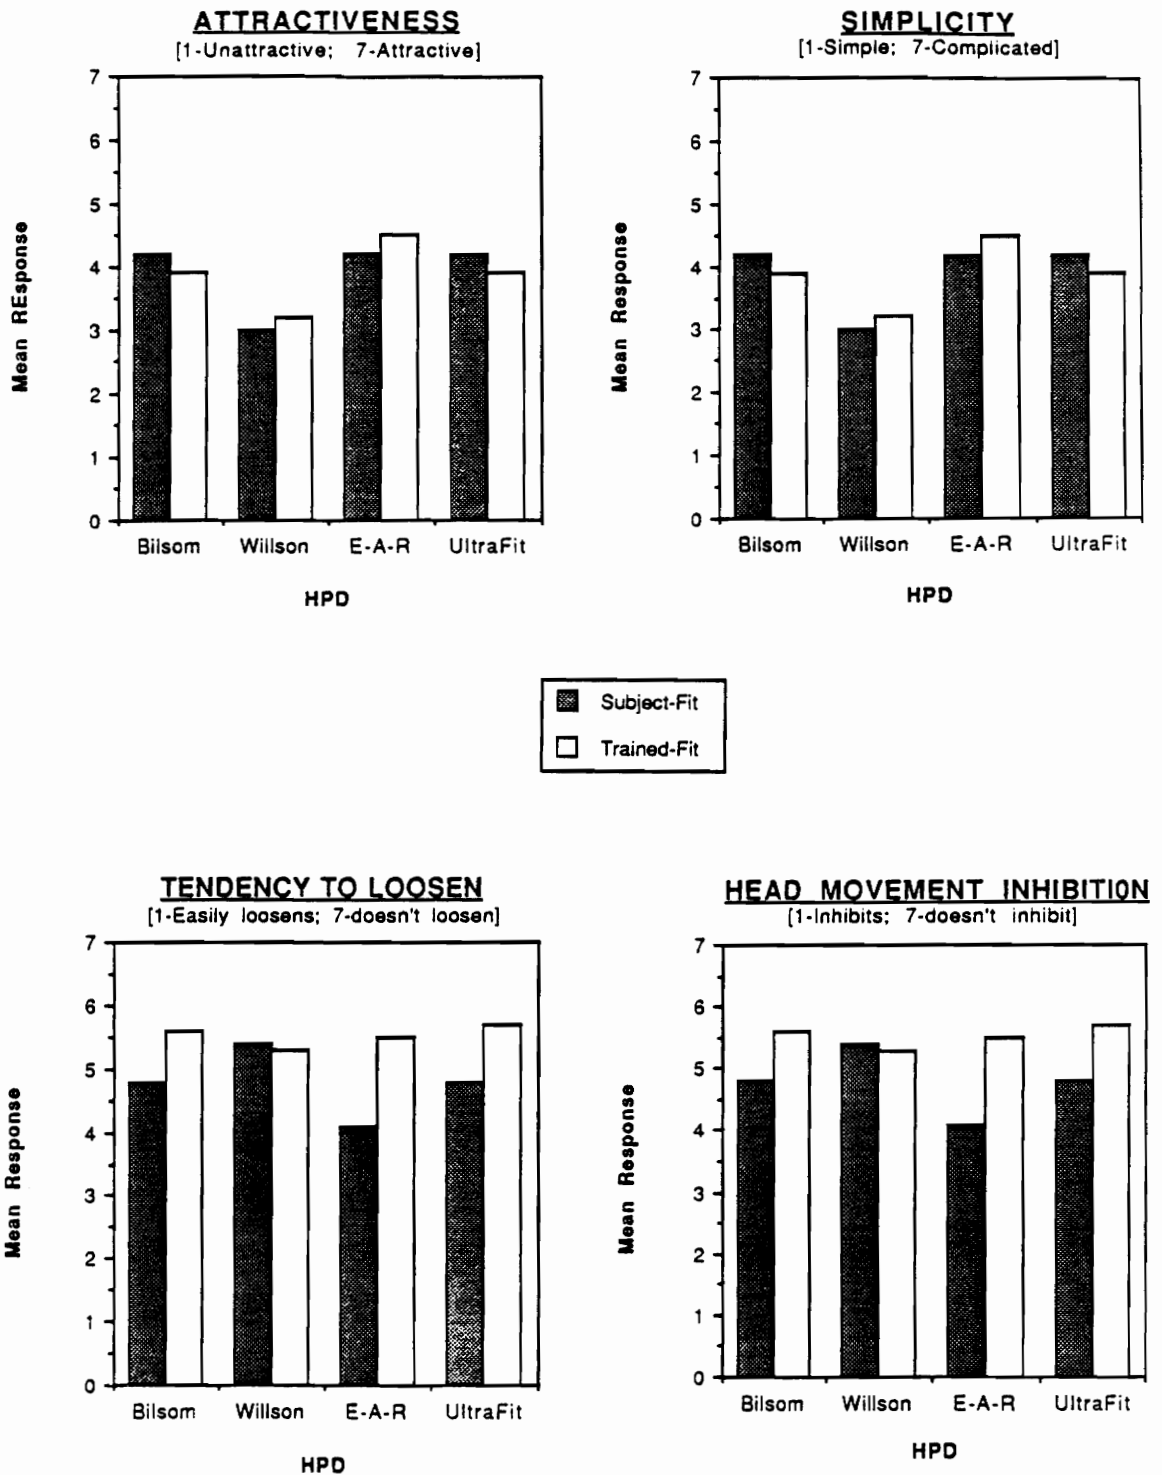 ATTRACTIVENESS
[1-Unattractive; 7-Attractive]
7
6
5
4
3
2
1
0
Mean REsponse
Bilsom Willson E-A-R UltraFit
HPD
SIMPLICITY
[1-Simple; 7-Complicated]
7
6
5
4
3
2
1
0
Mean Response
Bilsom Willson E-A-R UltraFit
HPD
Subject-Fit
Trained-Fit
TENDENCY TO LOOSEN
[1-Easily loosens; 7-doesn't loosen]
7
6
5
4
3
2
1
0
Mean Response
Bilsom Willson E-A-R UltraFit
HPD
HEAD MOVEMENT INHIBITION
[1-Inhibits; 7-doesn't inhibit]
7
6
5
4
3
2
1
0
Mean Response
Bilsom Willson E-A-R UltraFit
HPD